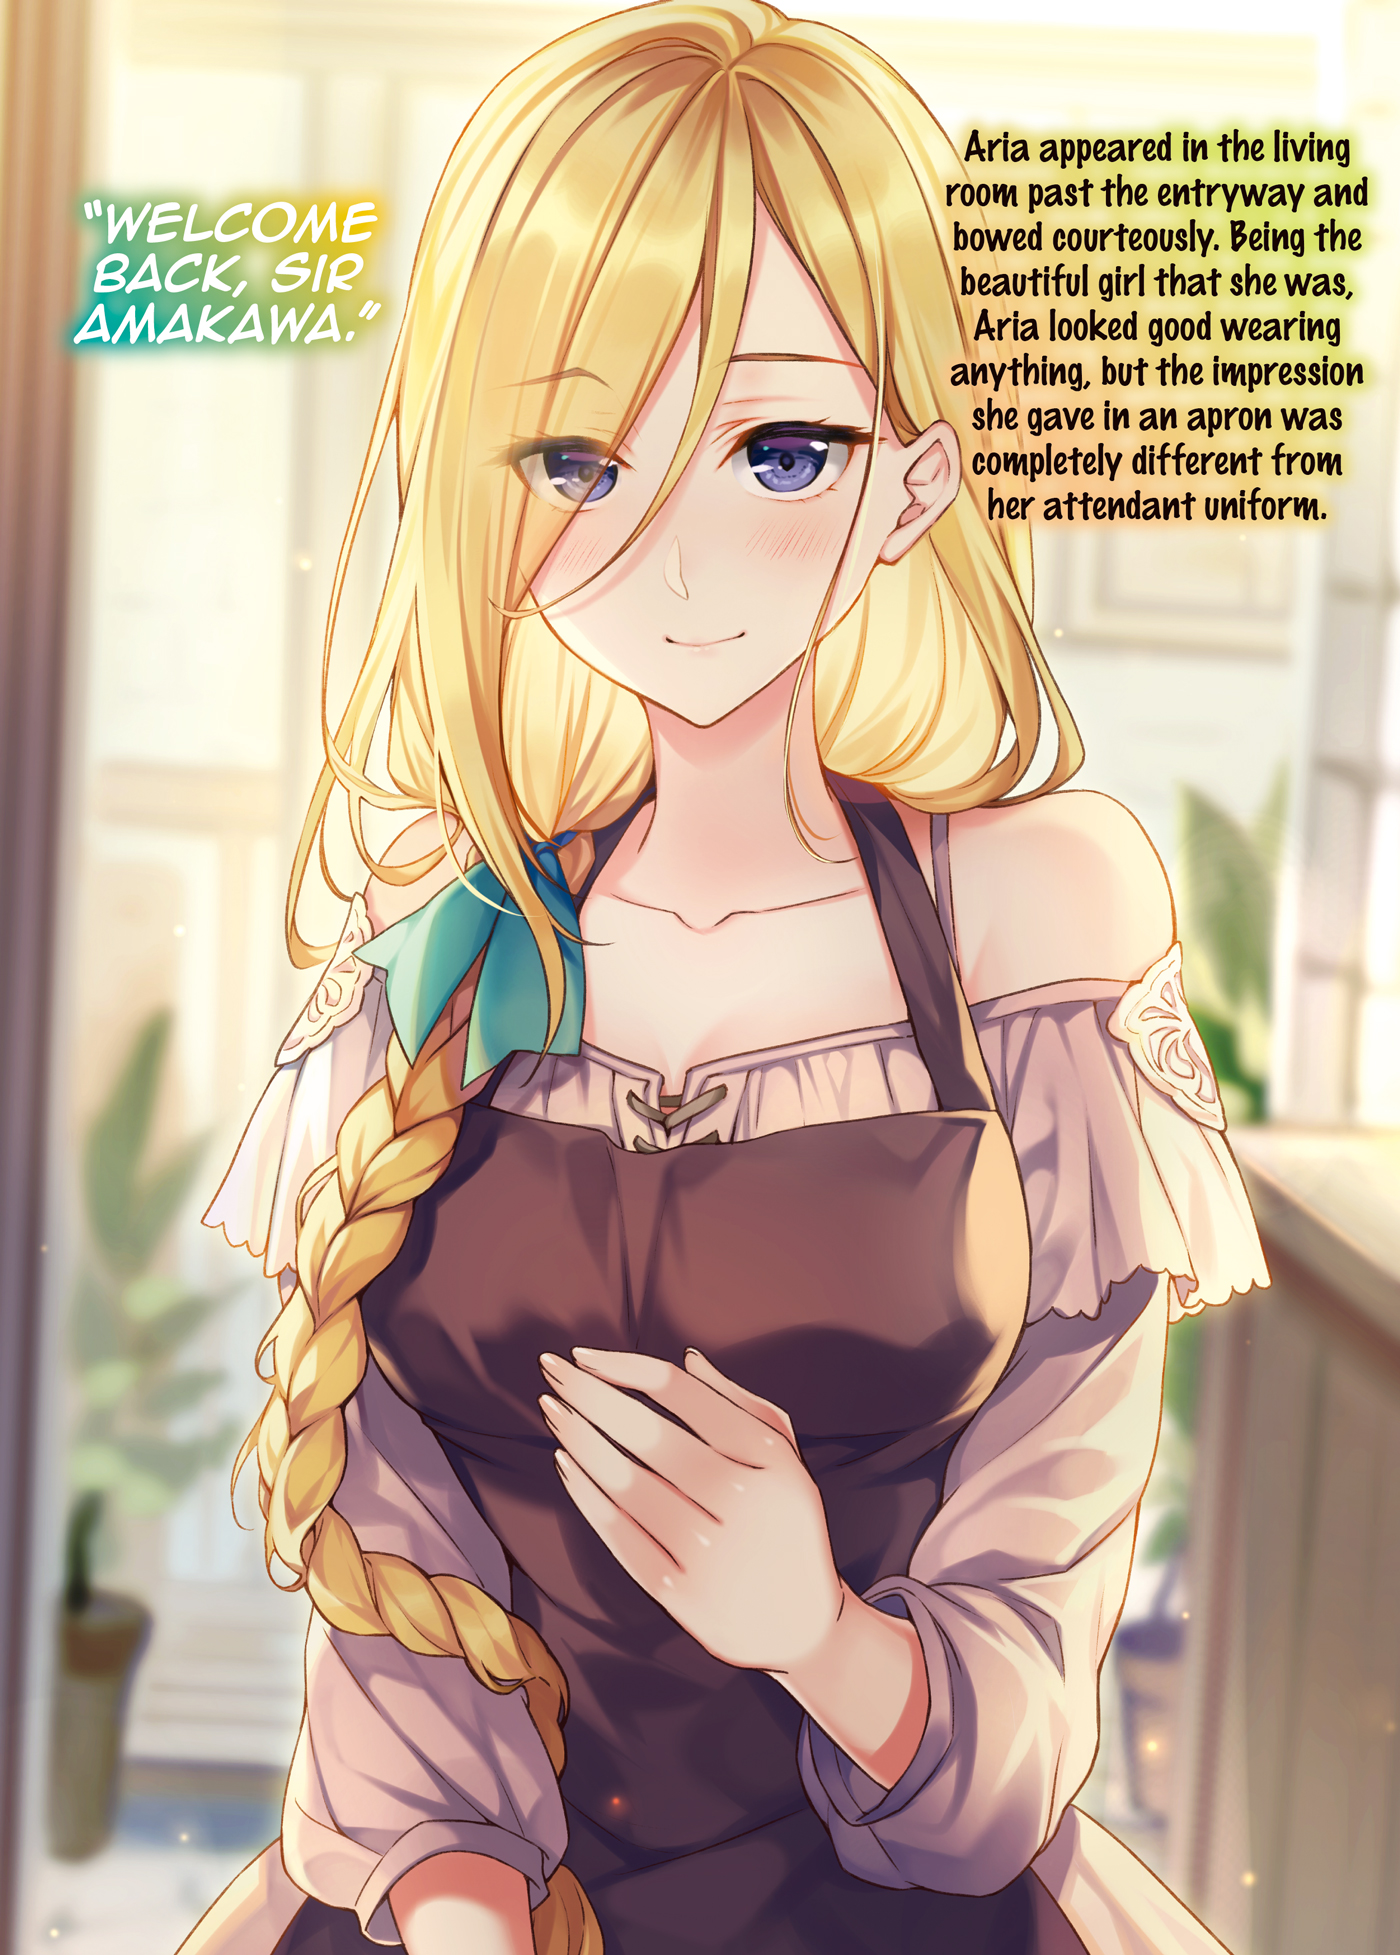 “WELCOME
BACK, SIR
AMAKAWA.”
Aria appeared in the living
room past the entryway and
bowed courteously. Being the
beautiful girl that she was,
Aria looked good wearing
anything, but the impression
she gave in an apron was
completely different from
her attendant uniform.